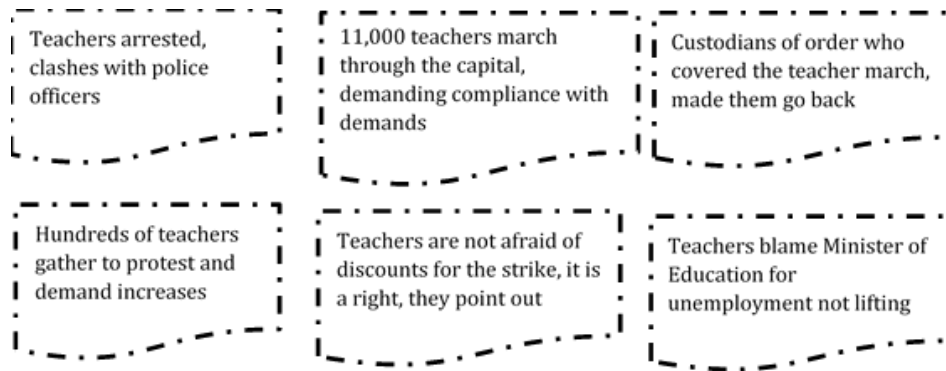 Teachers arrested,
clashes with police
officers
11,000 teachers march
through the capital,
demanding compliance with
demands
Custodians of order who
covered the teacher march,
made them go back
Hundreds of teachers
gather to protest and
demand increases
Teachers are not afraid of
discounts for the strike, it is
a right, they point out
Teachers blame Minister of
Education for
unemployment not lifting